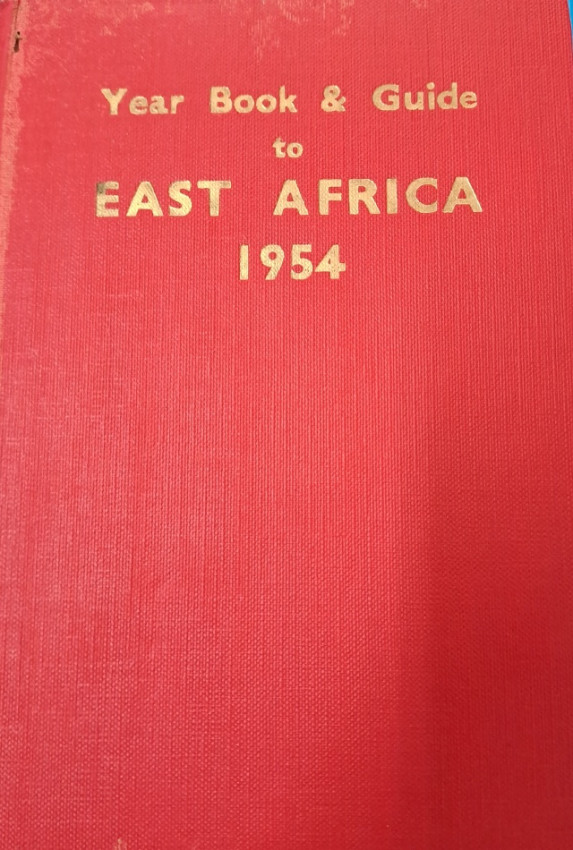 Year Book & Guide
to
EAST AFRICA
1954